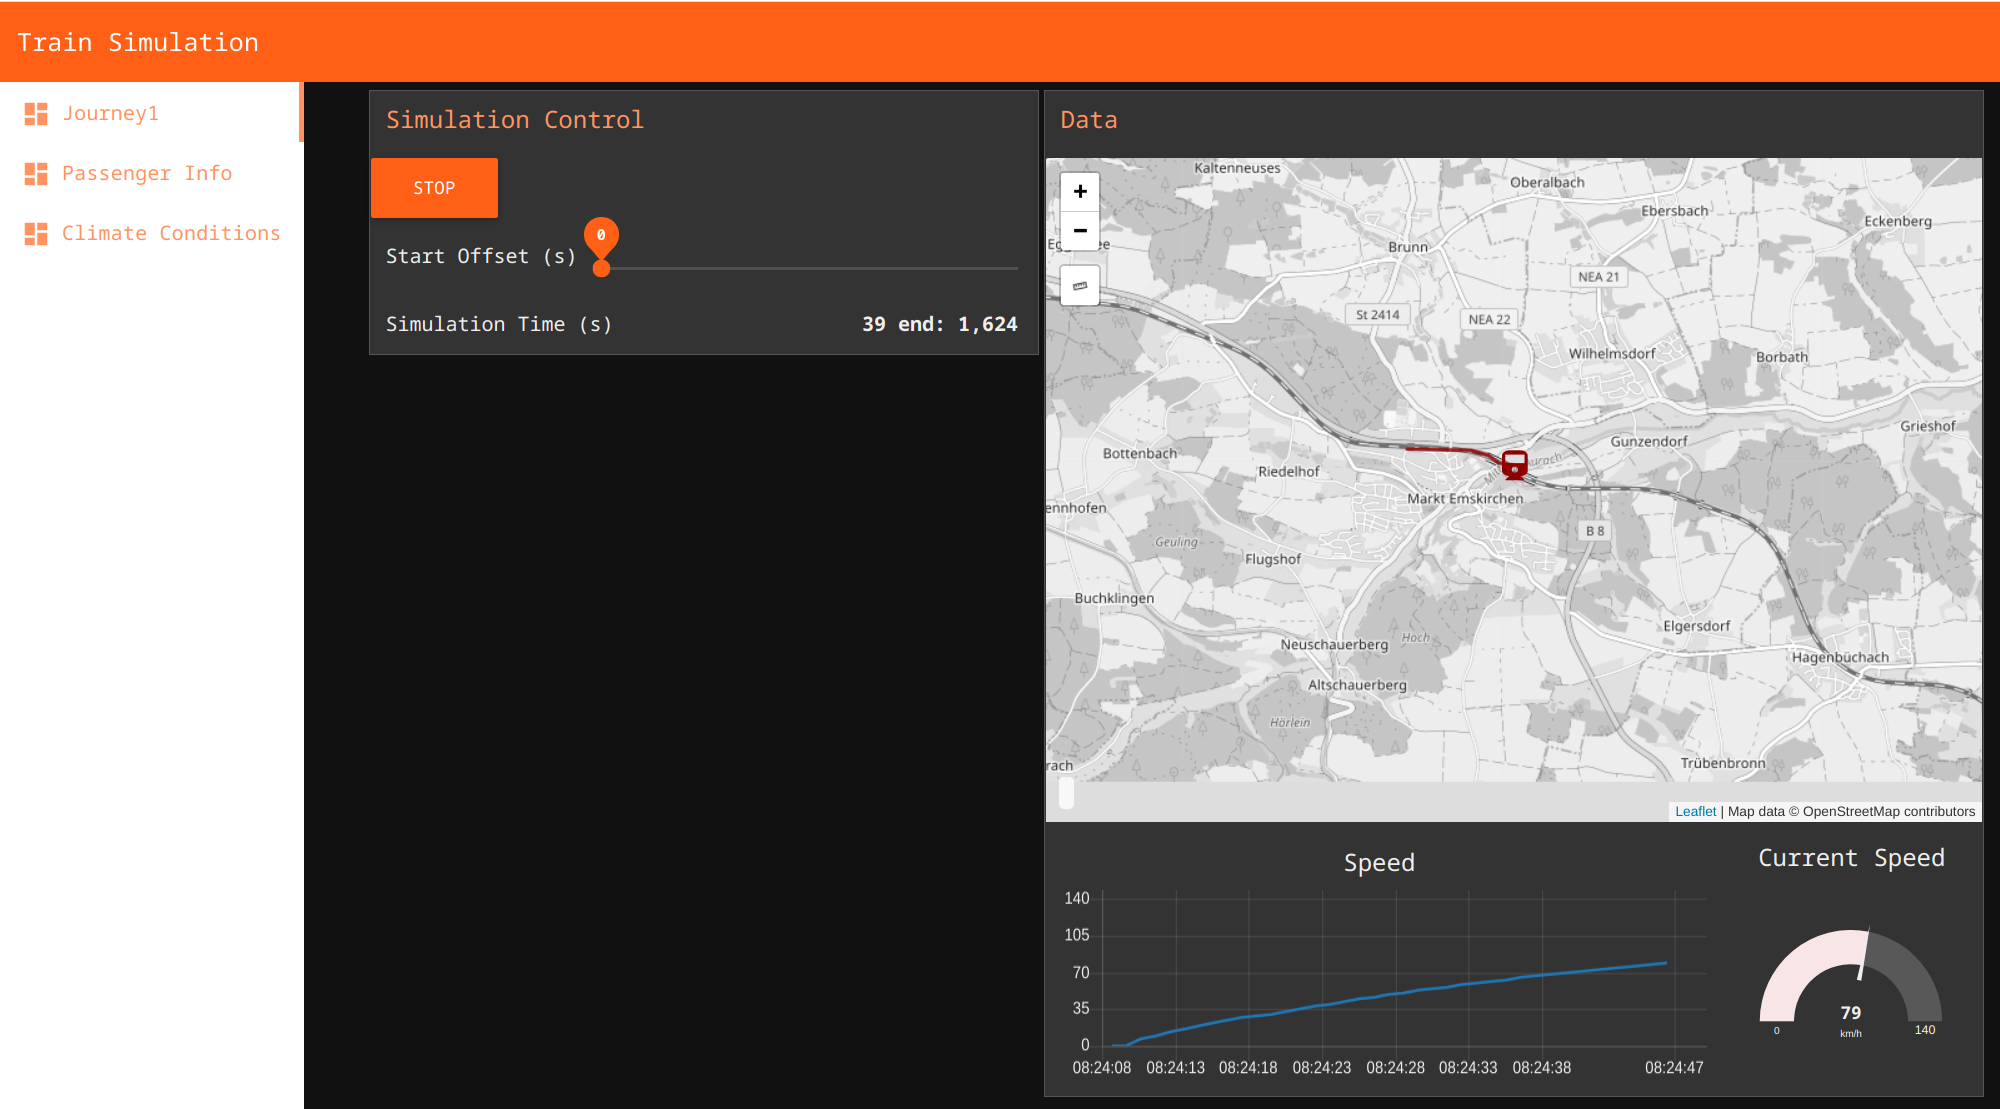 Train Simulation
Journey1
Passenger Info
Climate Conditions
Simulation Control
STOP
0
Start Offset (s)
Simulation Time (s) 39 end: 1,624
Data
+
−
Kaltenneuses
Oberalbach
Ebersbach
Eckenberg
Brunn
NEA 21
St 2414
NEA 22
Wilhelmsdorf
Borbath
Grieshof
Gunzendorf
Bottenbach
Riedelhof
Markt Emskirchen
ennhofen
B 8
Geuling
Flugshof
Buchklingen
Elgersdorf
Hoch
Neuschauerberg
Hagenbüchach
Altschauerberg
Hörlein
rach
Trübenbronn
Leaflet | Map data © OpenStreetMap contributors
Speed
140
105
70
35
0
08:24:08 08:24:13 08:24:18 08:24:23 08:24:28 08:24:33 08:24:38 08:24:47
Current Speed
79
km/h
0 140